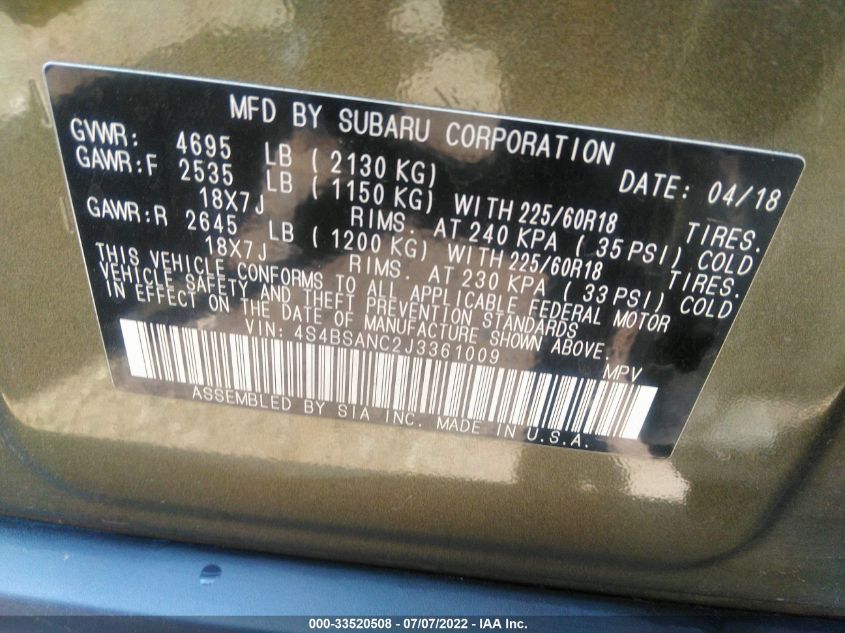 MFD BY SUBARU CORPORATION
GVWR: 4695 LB ( 2130 KG) DATE: 04/18
GAWR:F 2535 LB ( 1150 KG) WITH 225/60R18 TIRES.
18X7J RIMS. AT 240 KPA ( 35 PSI) COLD
GAWR:R 2645 LB ( 1200 KG) WITH 225/60R18 TIRES.
18X7J RIMS. AT 230 KPA ( 33 PSI) COLD
THIS VEHICLE CONFORMS TO ALL APPLICABLE FEDERAL MOTOR
VEHICLE SAFETY AND THEFT PREVENTION STANDARDS
IN EFFECT ON THE DATE OF MANUFACTURE SHOWN ABOVE.
VIN: 4S4BSANC2J3361009 MPV
ASSEMBLED BY SIA INC. MADE IN U.S.A.
000-33520508 - 07/07/2022 - IAA Inc.